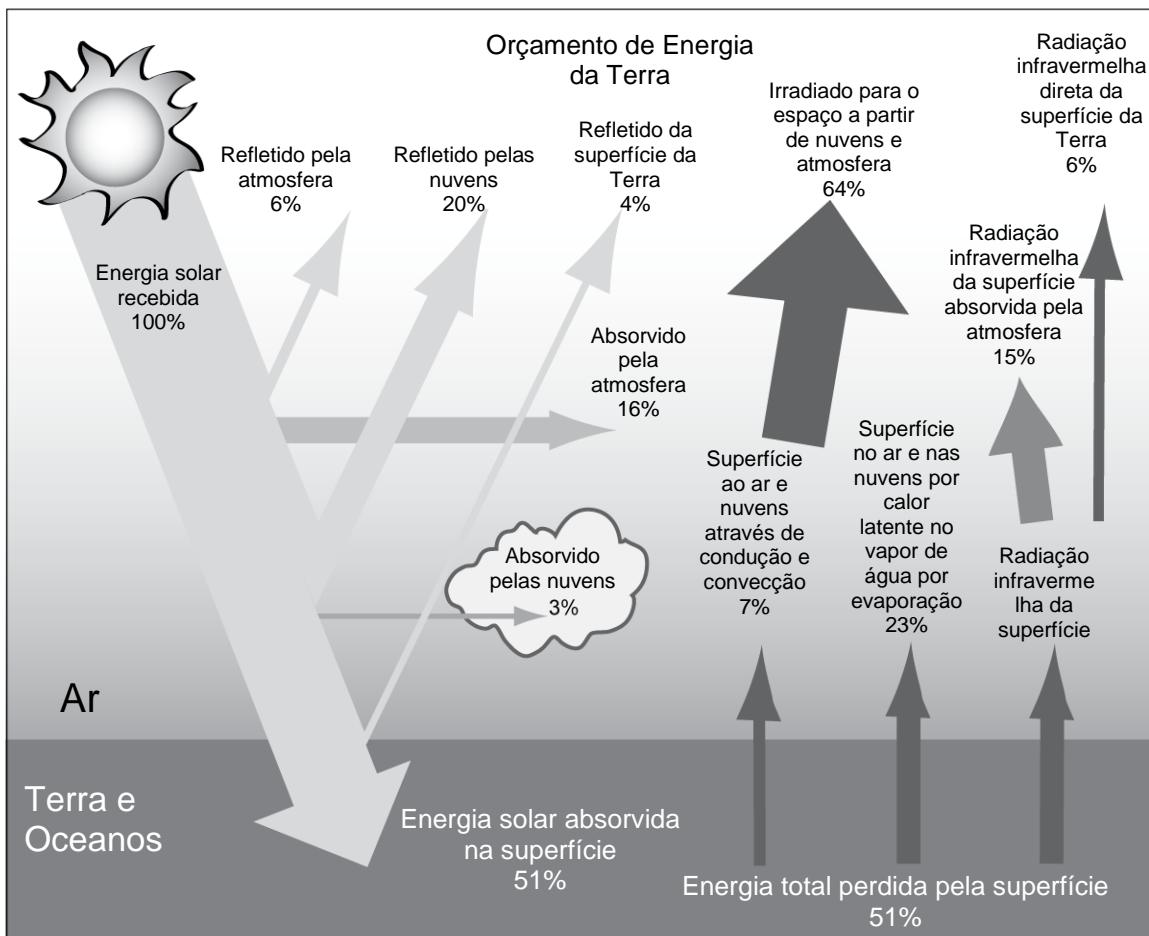 Orçamento de Energia
da Terra
Energia solar
recebida
100%
Refletido pela
atmosfera
6%
Refletido pelas
nuvens
20%
Refletido da
superfície da
Terra
4%
Irradiado para o
espaço a partir
de nuvens e
atmosfera
64%
Radiação
infravermelha
direta da
superfície da
Terra
6%
Radiação
infravermelha
da superfície
absorvida pela
atmosfera
15%
Absorvido
pela
atmosfera
16%
Absorvido
pelas nuvens
3%
Superfície
ao ar e
nuvens
através de
condução e
convecção
7%
Superfície
no ar e nas
nuvens por
calor
latente no
vapor de
água por
evaporação
23%
Radiação
infraverme
lha da
superfície
Ar
Terra e
Oceanos
Energia solar absorvida
na superfície
51%
Energia total perdida pela superfície
51%